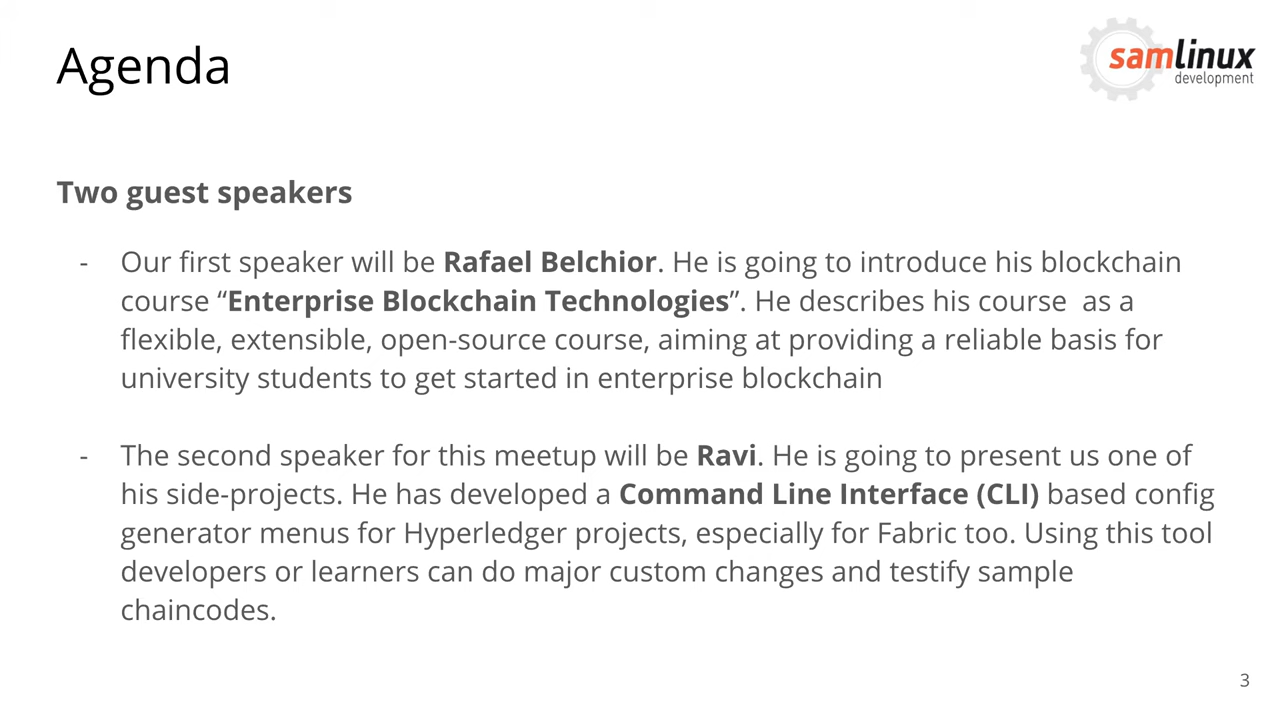 Agenda
samlinux
development
Two guest speakers
- Our first speaker will be Rafael Belchior. He is going to introduce his blockchain
course “Enterprise Blockchain Technologies”. He describes his course  as a
flexible, extensible, open-source course, aiming at providing a reliable basis for
university students to get started in enterprise blockchain
- The second speaker for this meetup will be Ravi. He is going to present us one of
his side-projects. He has developed a Command Line Interface (CLI) based config
generator menus for Hyperledger projects, especially for Fabric too. Using this tool
developers or learners can do major custom changes and testify sample
chaincodes.
3